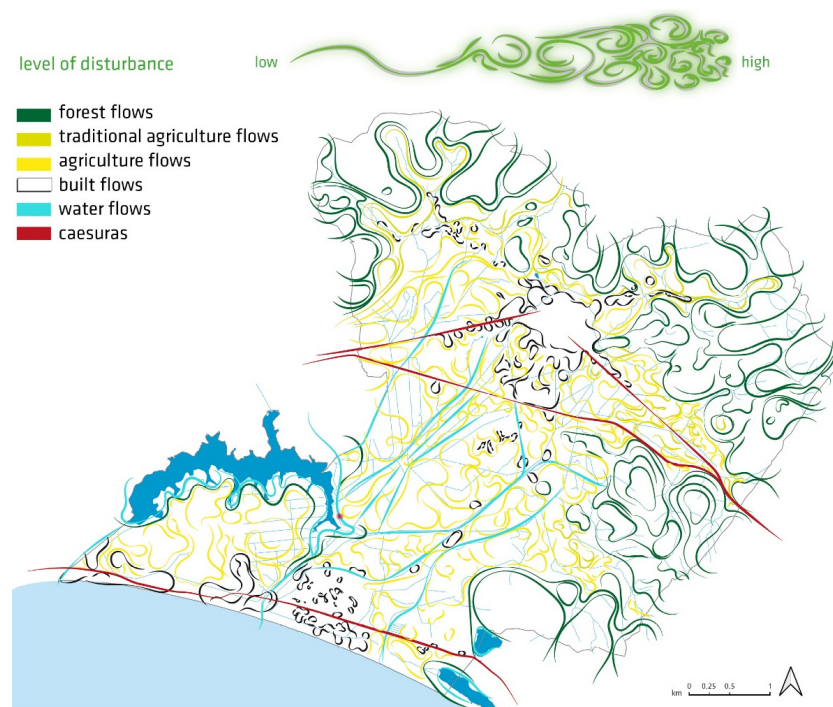 level of disturbance
low
high
forest flows
traditional agriculture flows
agriculture flows
built flows
water flows
caesuras
km 0 0.25 0.5 1